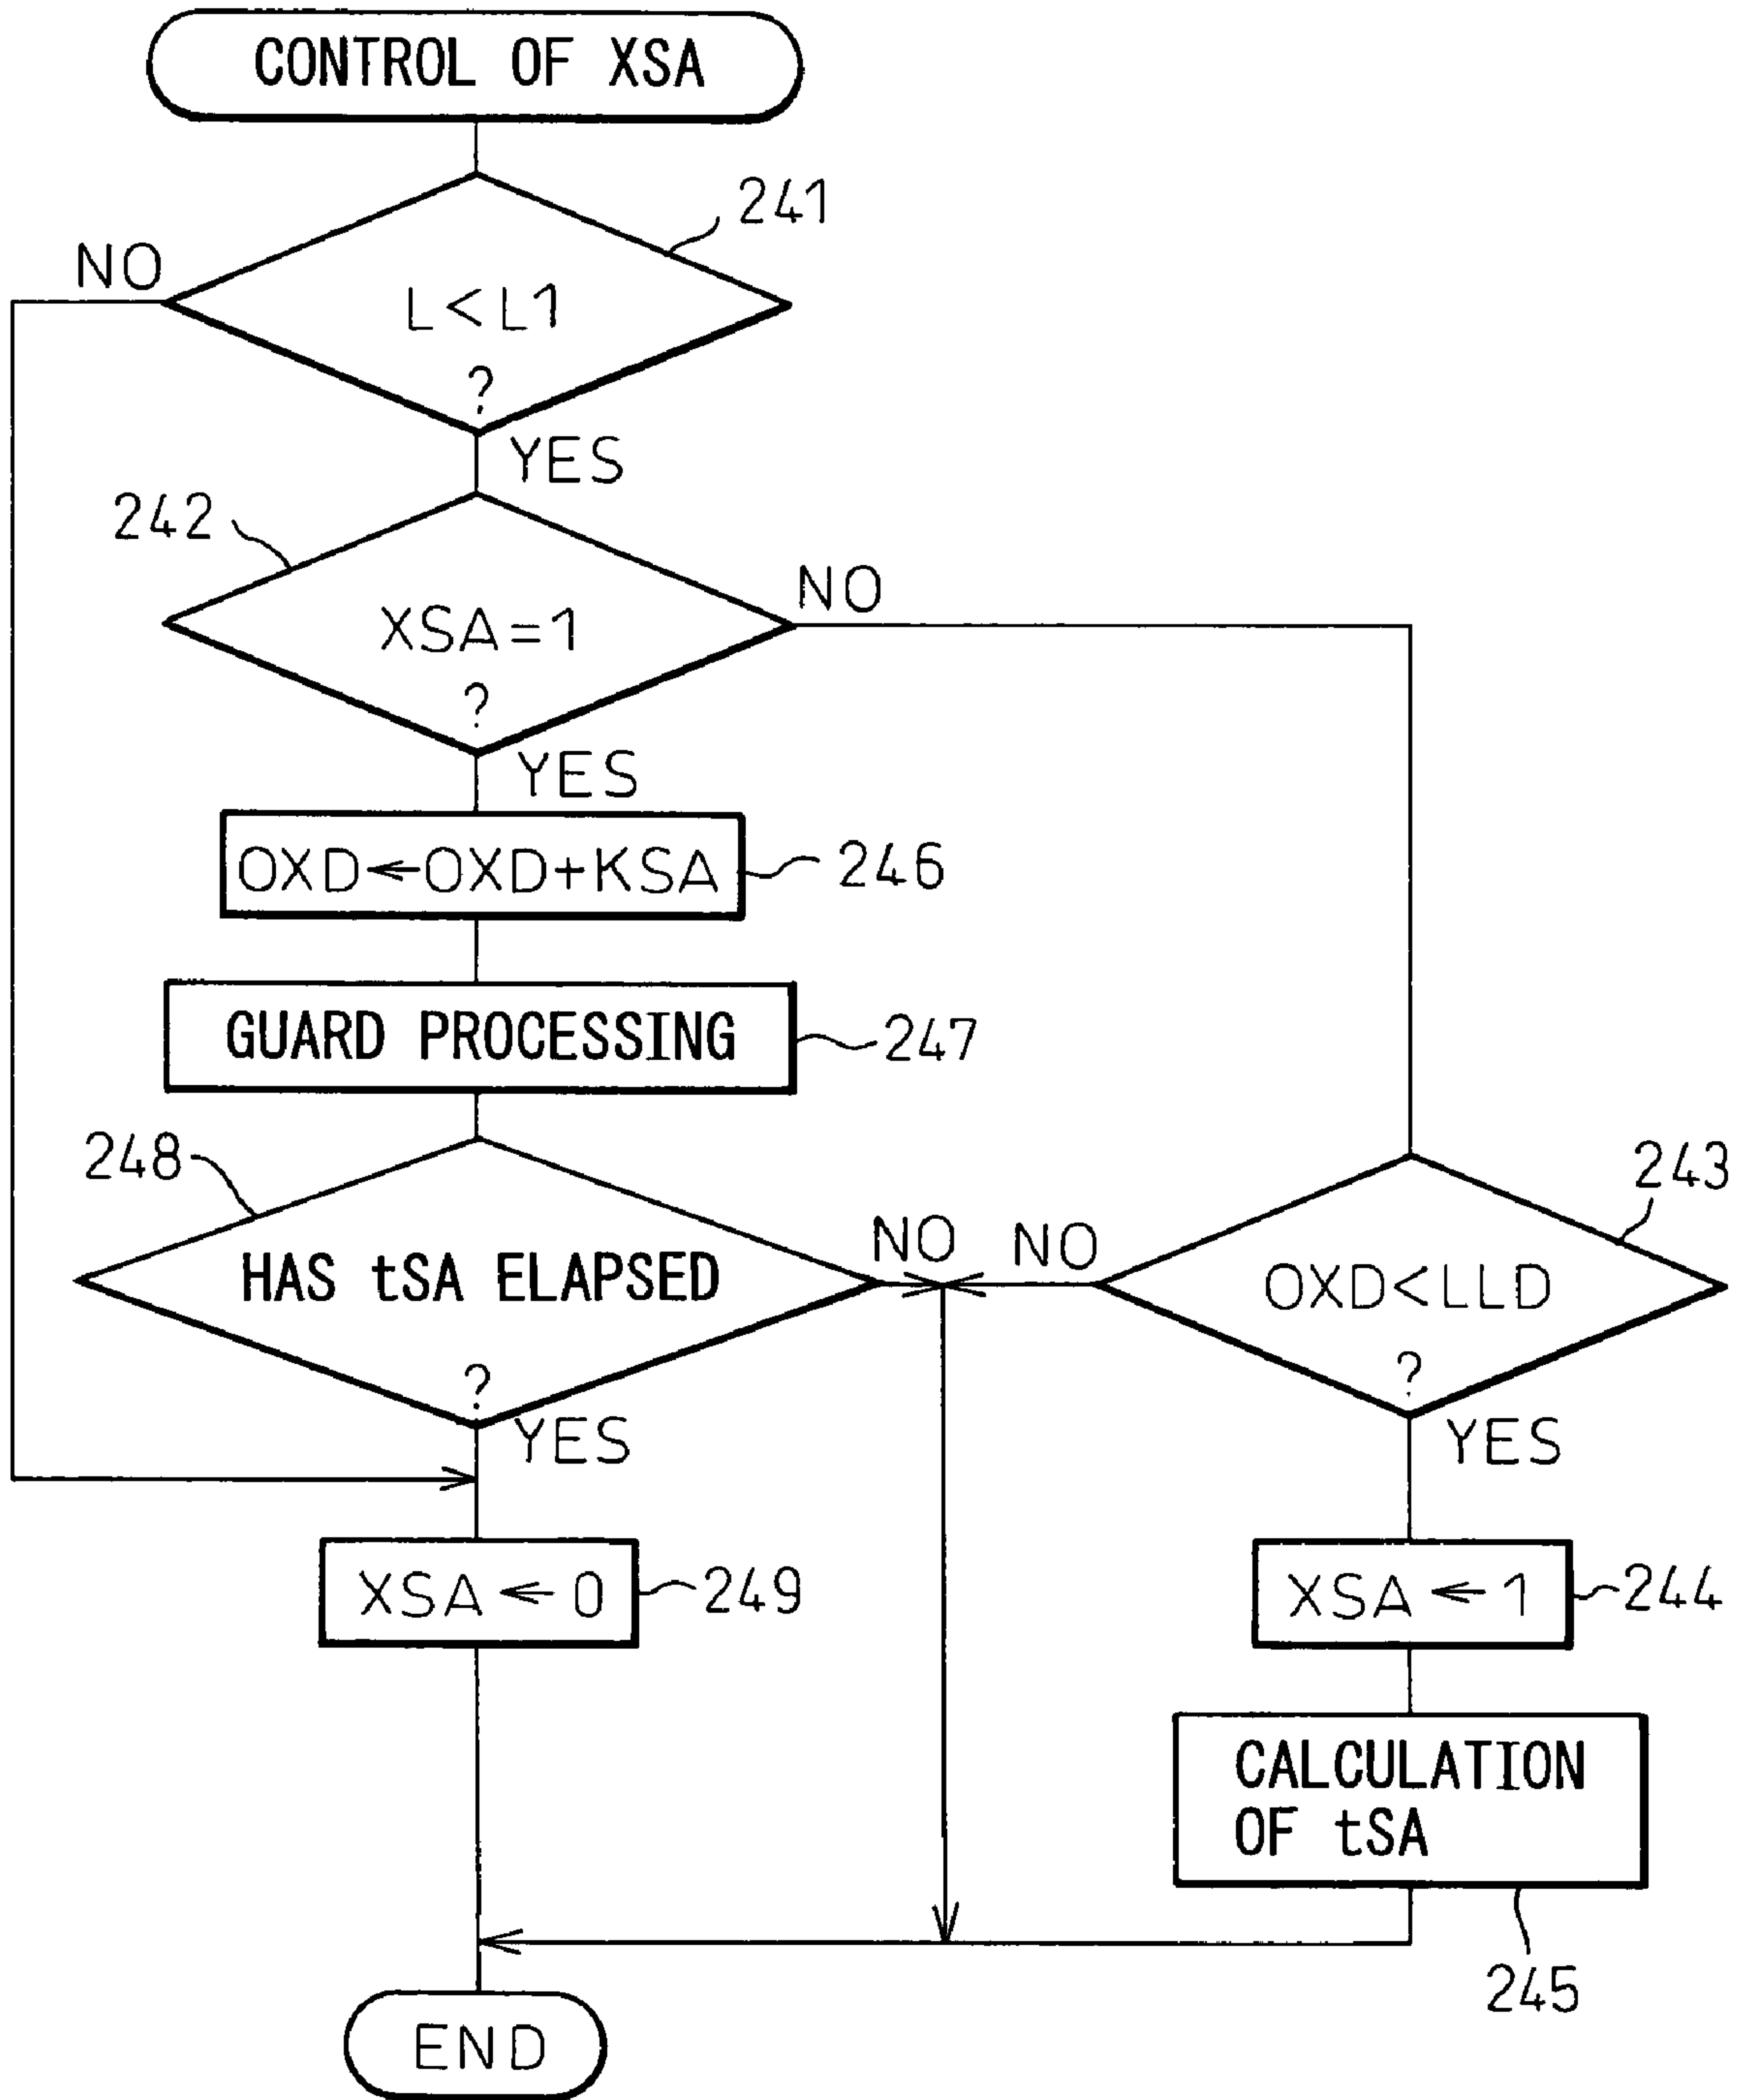 CONTROL OF XSA
241
NO
L<L1
?
YES
242
NO
XSA=1
?
YES
OXD←OXD+KSA
246
GUARD PROCESSING
247
248
243
NO
NO
HAS tSA ELAPSED
OXD<LLD
?
?
YES
YES
XSA←0
249
XSA←1
244
CALCULATION
OF tSA
245
END